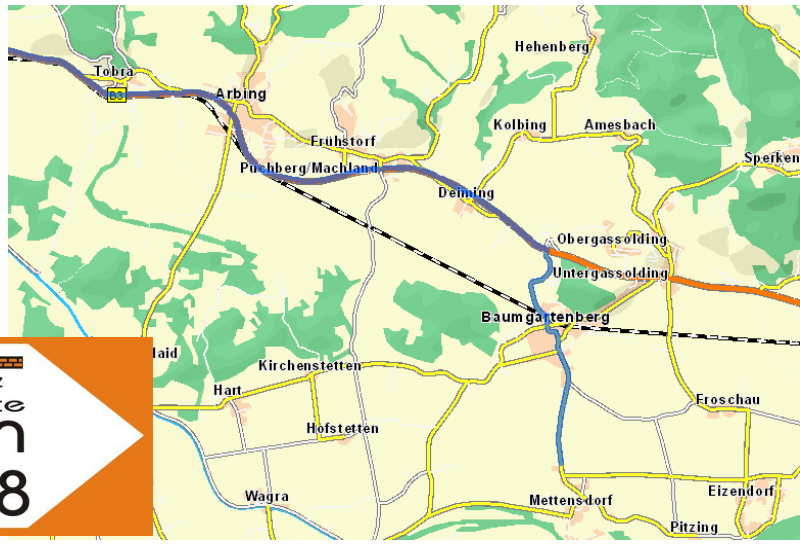 Hehenberg
Tobra
B3
Arbing
Kolbing
Amesbach
Frühstorf
Sperken
Puchberg/Machland
Deiming
Obergassolding
Untergassolding
Baumgartenberg
Kirchenstetten
Hart
Froschau
Hofstetten
n
8
Wagra
Mettensdorf
Eizendorf
Pitzing